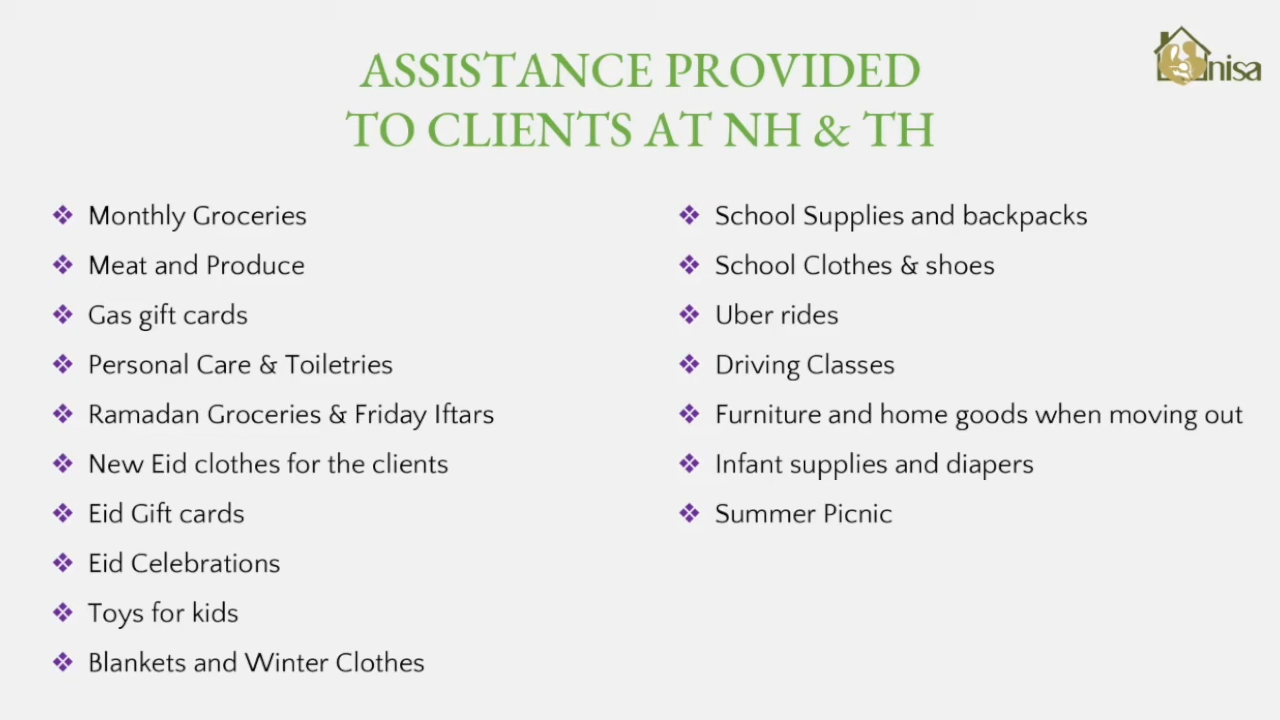 ASSISTANCE PROVIDED
TO CLIENTS AT NH & TH
nisa
Monthly Groceries
Meat and Produce
Gas gift cards
Personal Care & Toiletries
Ramadan Groceries & Friday Iftars
New Eid clothes for the clients
Eid Gift cards
Eid Celebrations
Toys for kids
Blankets and Winter Clothes
School Supplies and backpacks
School Clothes & shoes
Uber rides
Driving Classes
Furniture and home goods when moving out
Infant supplies and diapers
Summer Picnic